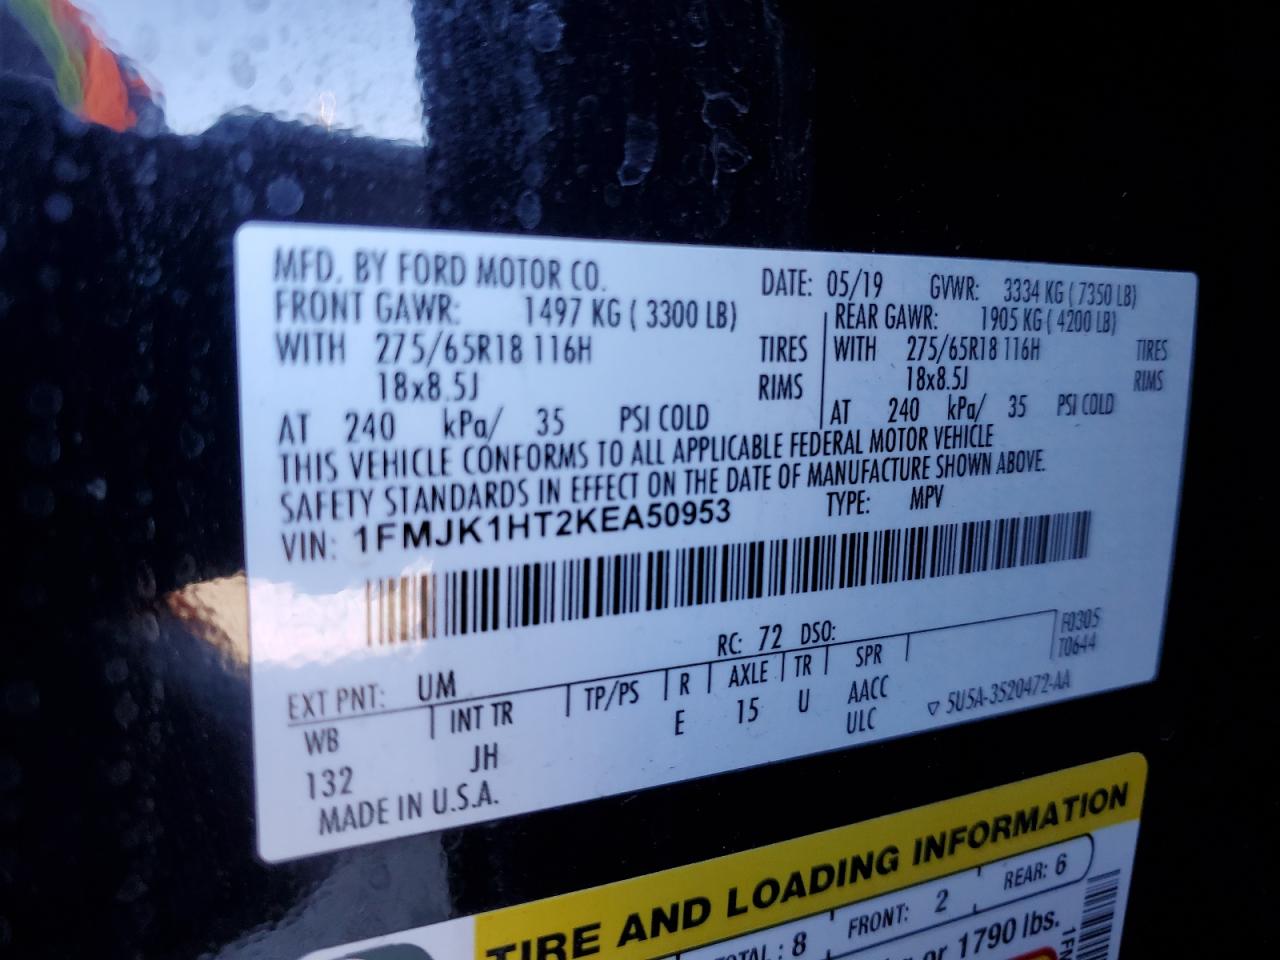 MFD. BY FORD MOTOR CO. DATE: 05/19 GVWR: 3334 KG ( 7350 LB)
FRONT GAWR: 1497 KG ( 3300 LB) REAR GAWR: 1905 KG ( 4200 LB)
WITH 275/65R18 116H TIRES WITH 275/65R18 116H TIRES
18x8.5J RIMS 18x8.5J RIMS
AT 240 kPa/ 35 PSI COLD AT 240 kPa/ 35 PSI COLD
THIS VEHICLE CONFORMS TO ALL APPLICABLE FEDERAL MOTOR VEHICLE
SAFETY STANDARDS IN EFFECT ON THE DATE OF MANUFACTURE SHOWN ABOVE.
VIN: 1FMJK1HT2KEA50953 TYPE: MPV
RC: 72 DSO: F0305
T0644
EXT PNT: UM
WB INT TR TP/PS R AXLE TR SPR
132 JH E 15 U AACC
ULC ▽ 5U5A-3520472-AA
MADE IN U.S.A.
TIRE AND LOADING INFORMATION
: 8 FRONT: 2 REAR: 6
or 1790 lbs.